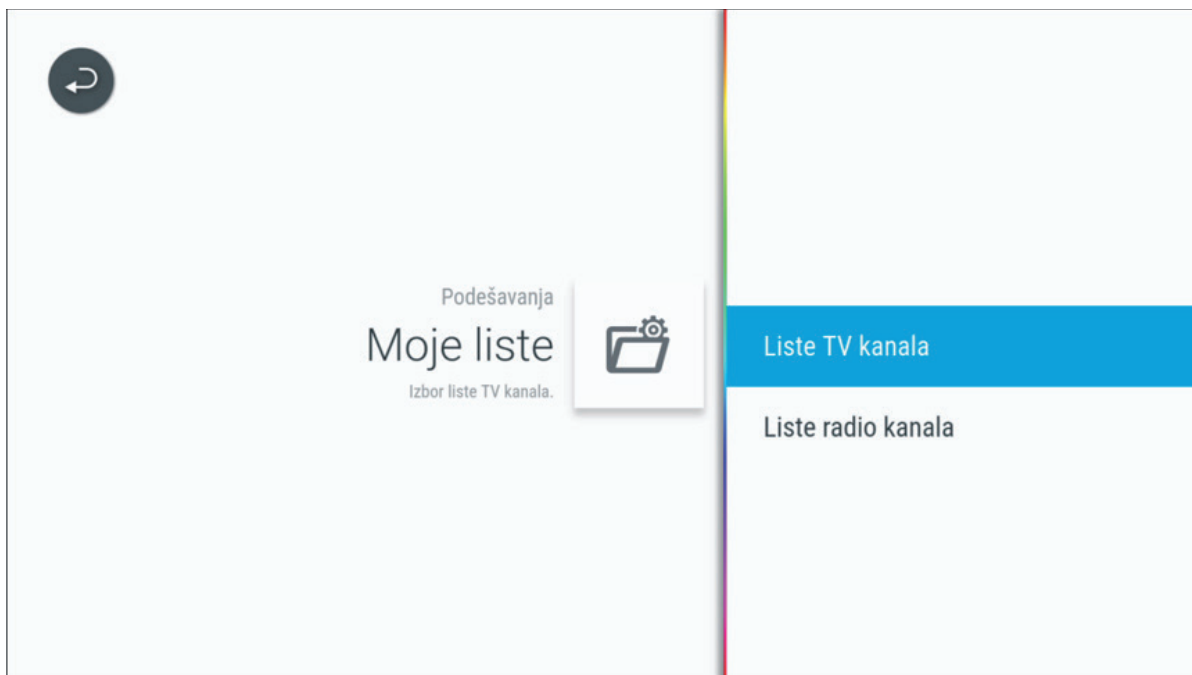 Podešavanja
Moje liste
Izbor liste TV kanala.
Liste TV kanala
Liste radio kanala